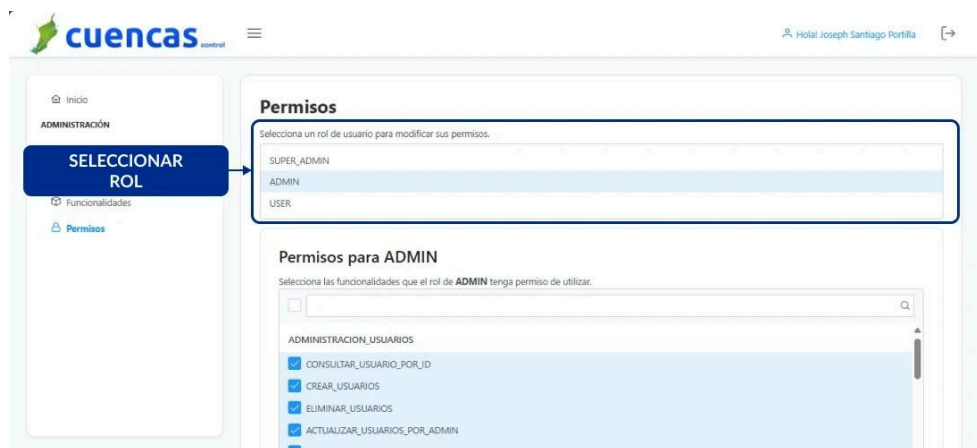 cuencas control
Hola! Joseph Santiago Portilla
Inicio
ADMINISTRACIÓN
SELECCIONAR
ROL
Funcionalidades
Permisos
Permisos
Selecciona un rol de usuario para modificar sus permisos.
SUPER_ADMIN
ADMIN
USER
Permisos para ADMIN
Selecciona las funcionalidades que el rol de ADMIN tenga permiso de utilizar.
ADMINISTRACION_USUARIOS
CONSULTAR_USUARIO_POR_ID
CREAR_USUARIOS
ELIMINAR_USUARIOS
ACTUALIZAR_USUARIOS_POR_ADMIN